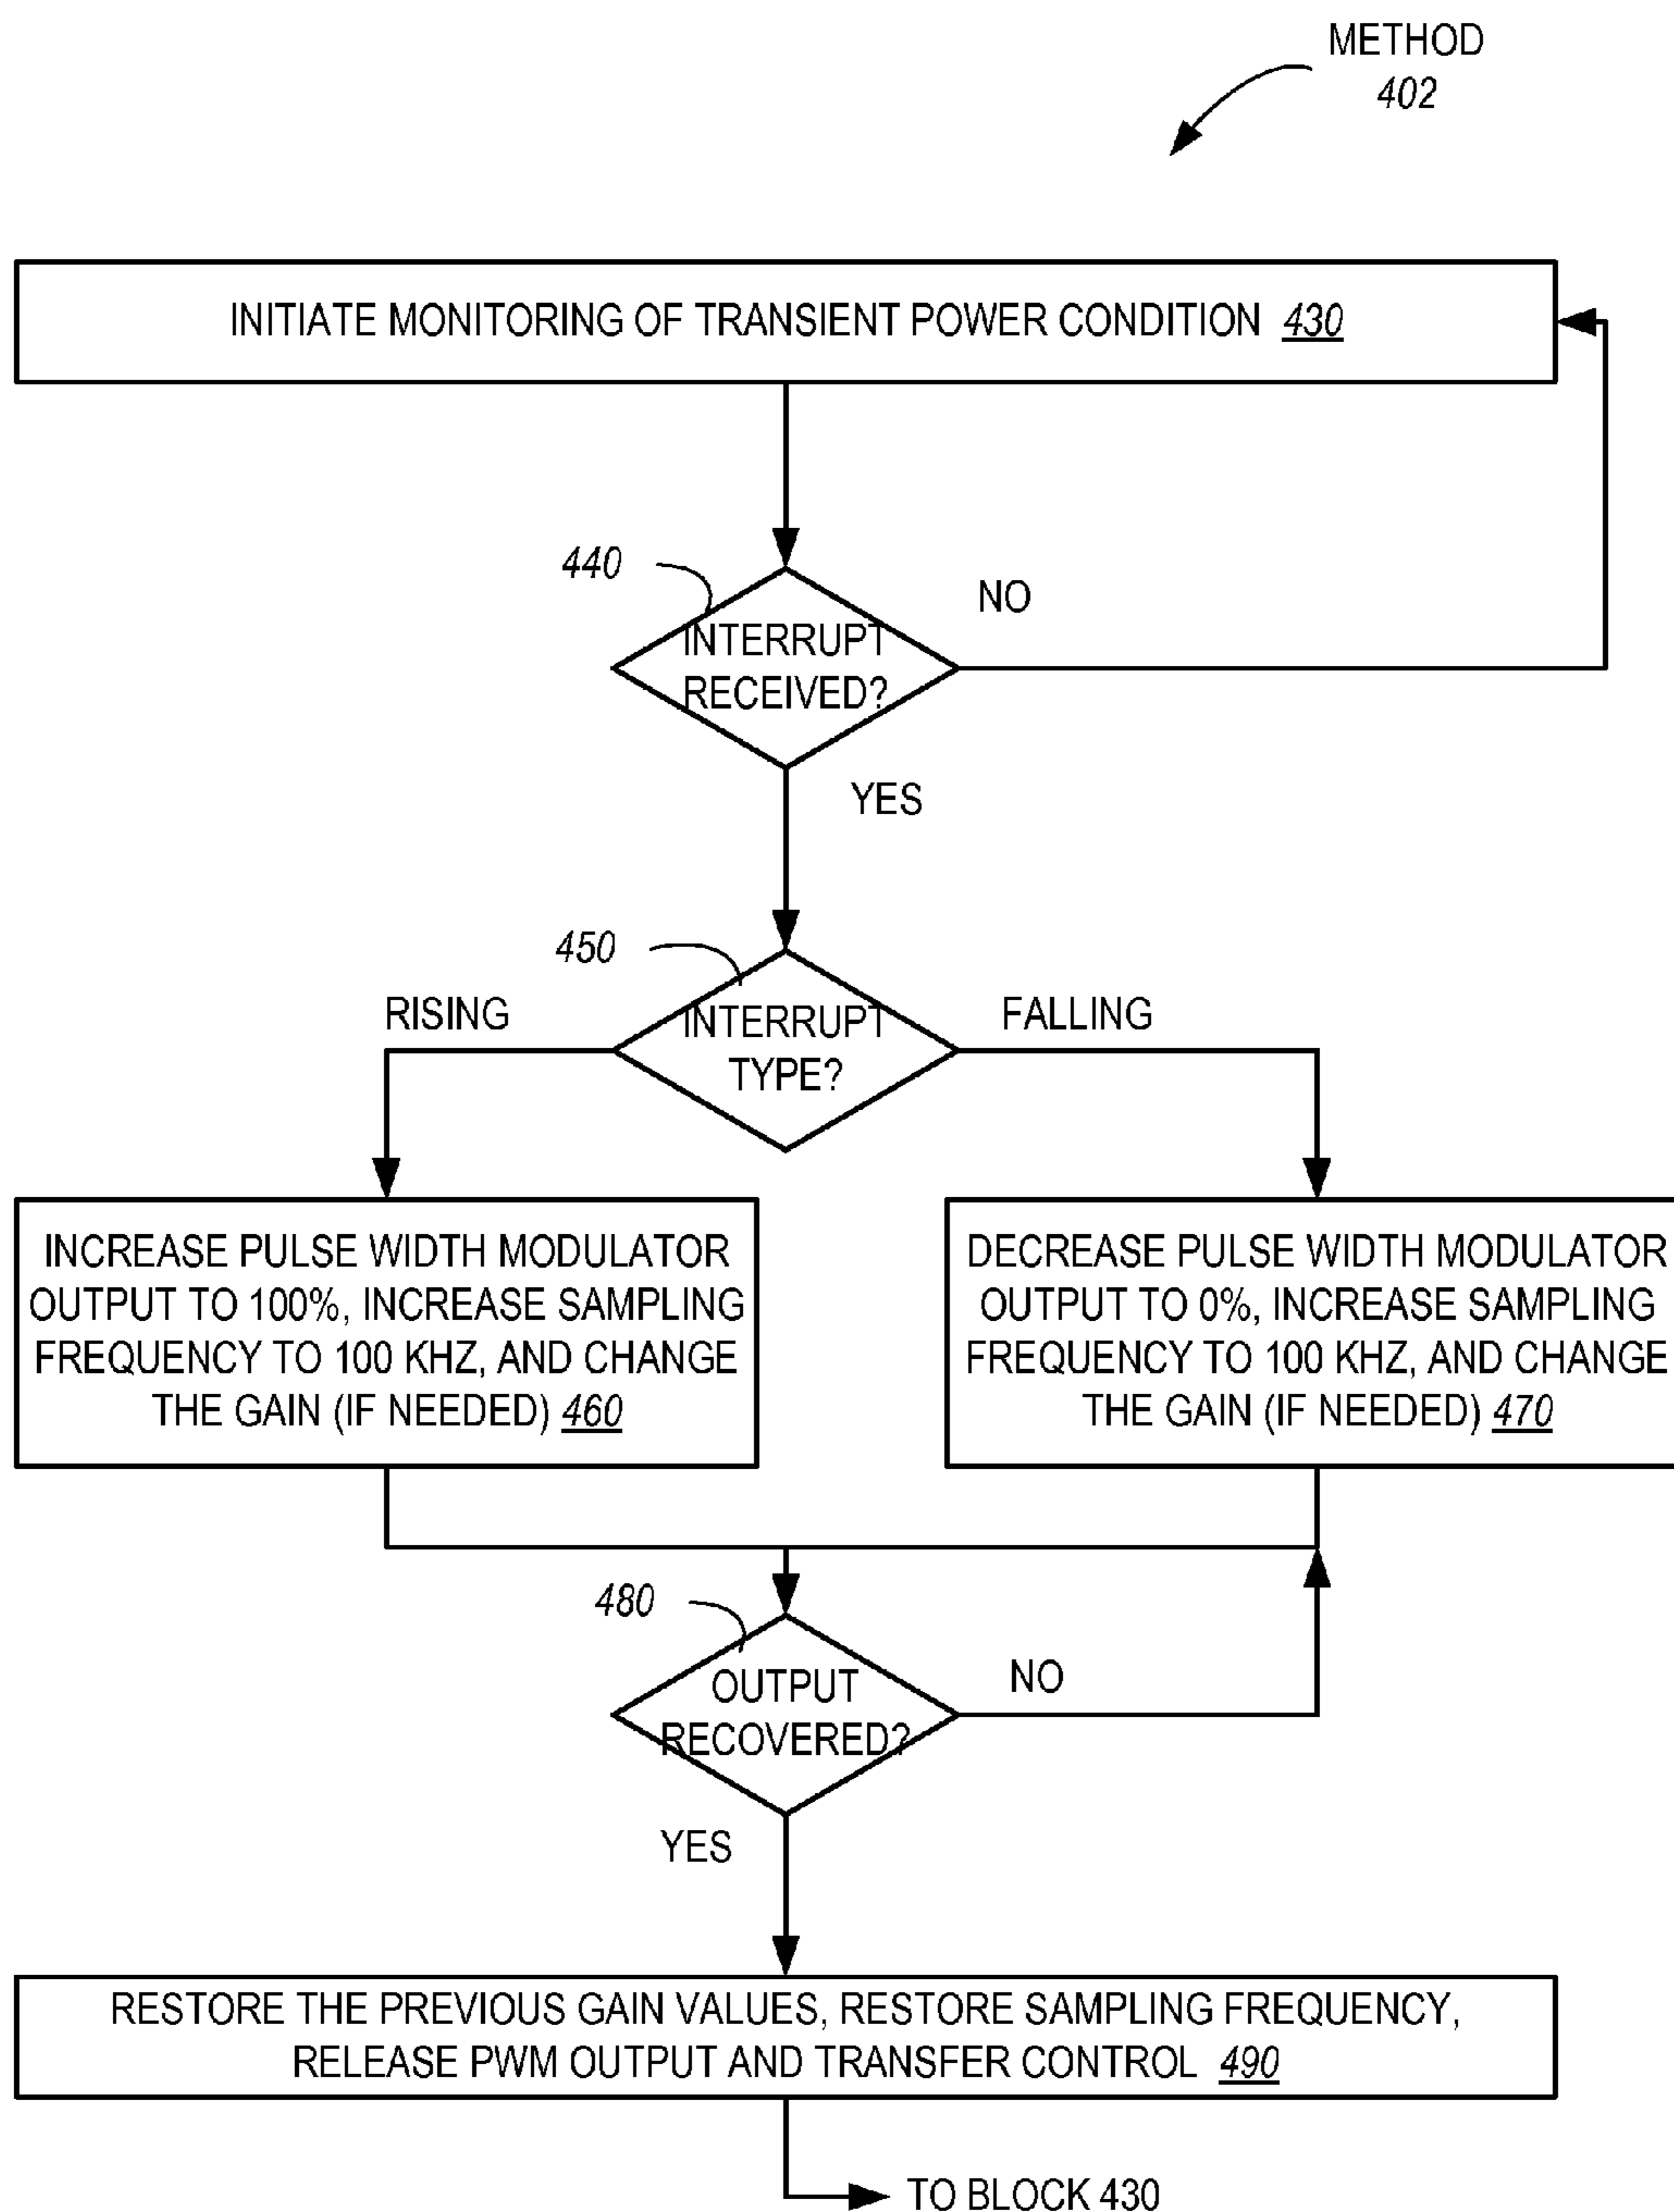 METHOD
402
INITIATE MONITORING OF TRANSIENT POWER CONDITION 430
440
NO
INTERRUPT
RECEIVED?
YES
450
RISING
FALLING
INTERRUPT
TYPE?
INCREASE PULSE WIDTH MODULATOR
OUTPUT TO 100%, INCREASE SAMPLING
FREQUENCY TO 100 KHZ, AND CHANGE
THE GAIN (IF NEEDED) 460
DECREASE PULSE WIDTH MODULATOR
OUTPUT TO 0%, INCREASE SAMPLING
FREQUENCY TO 100 KHZ, AND CHANGE
THE GAIN (IF NEEDED) 470
480
NO
OUTPUT
RECOVERED?
YES
RESTORE THE PREVIOUS GAIN VALUES, RESTORE SAMPLING FREQUENCY,
RELEASE PWM OUTPUT AND TRANSFER CONTROL 490
TO BLOCK 430